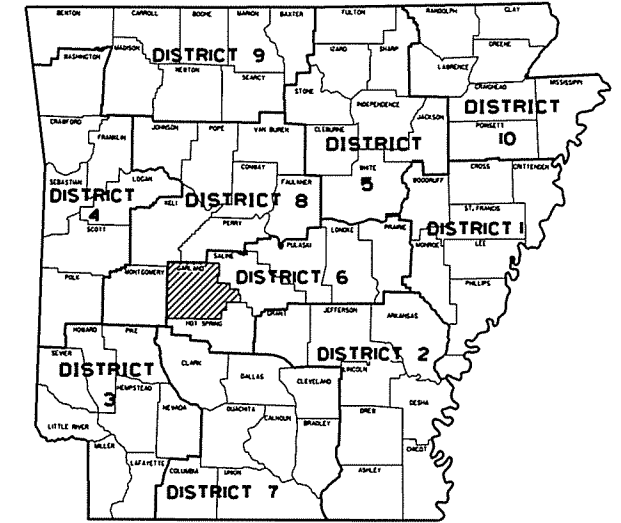 BENTON CARROLL BOONE MARION BAXTER FULTON RANDOLPH CLAY
WASHINGTON MADISON DISTRICT 9 IZARD SHARP GREENE
NEWTON SEARCY LAWRENCE
STONE CRAIGHEAD MISSISSIPPI
INDEPENDENCE DISTRICT
CRAWFORD FRANKLIN JOHNSON POPE VAN BUREN CLEBURNE JACKSON POINSETT 10
DISTRICT
CONWAY WHITE CROSS CRITTENDEN
SEBASTIAN LOGAN FAULKNER 5 WOODRUFF
DISTRICT YELL DISTRICT 8
4 ST. FRANCIS
SCOTT PERRY LONOKE PRAIRIE DISTRICT 1
PULASKI MONROE LEE
SALINE
POLK MONTGOMERY GARLAND DISTRICT 6 PHILLIPS
HOT SPRING GRANT JEFFERSON ARKANSAS
HOWARD PIKE
SEVIER CLARK DISTRICT 2
DISTRICT LINCOLN
DALLAS CLEVELAND
3 HEMPSTEAD DESHA
NEVADA OUACHITA CALHOUN BRADLEY DREW
LITTLE RIVER
MILLER CHICOT
LAFAYETTE COLUMBIA UNION ASHLEY
DISTRICT 7